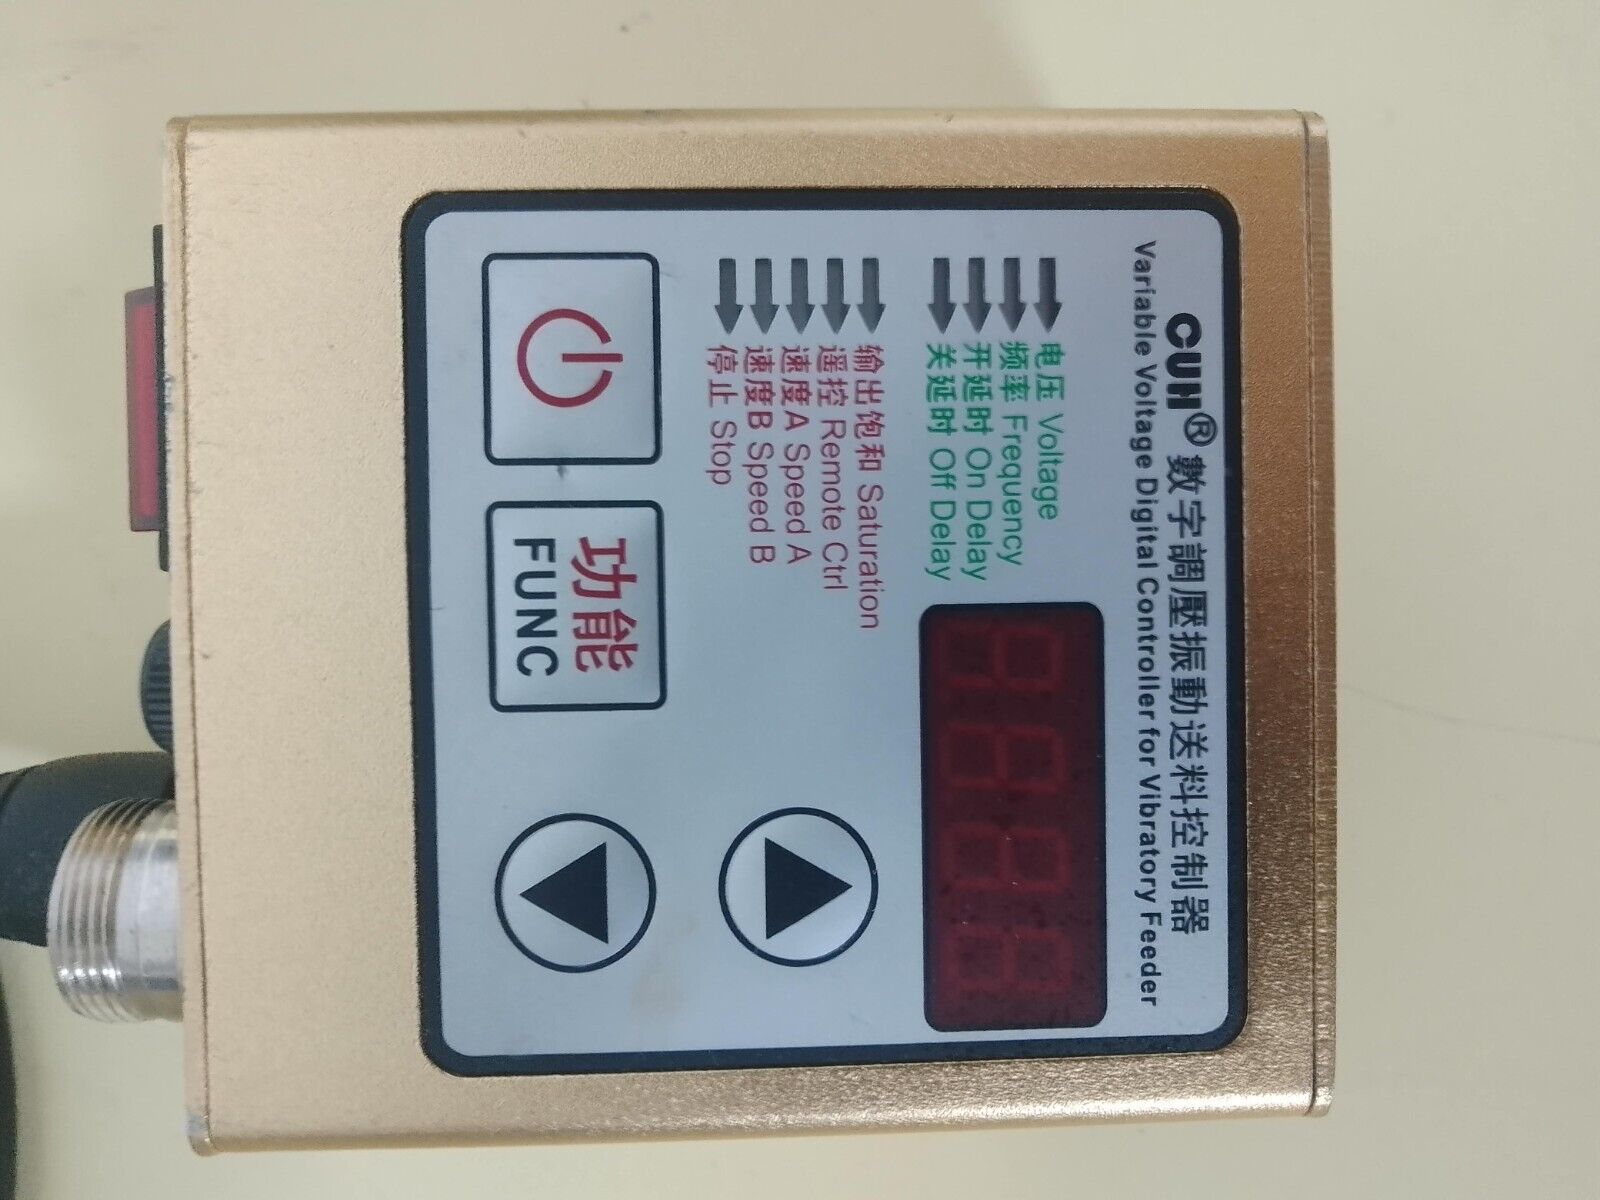 CUH® 數字調壓振動送料控制器
Variable Voltage Digital Controller for Vibratory Feeder
电压 Voltage
频率 Frequency
开延时 On Delay
关延时 Off Delay
输出饱和 Saturation
遥控 Remote Ctrl
速度A Speed A
速度B Speed B
停止 Stop
功能
FUNC